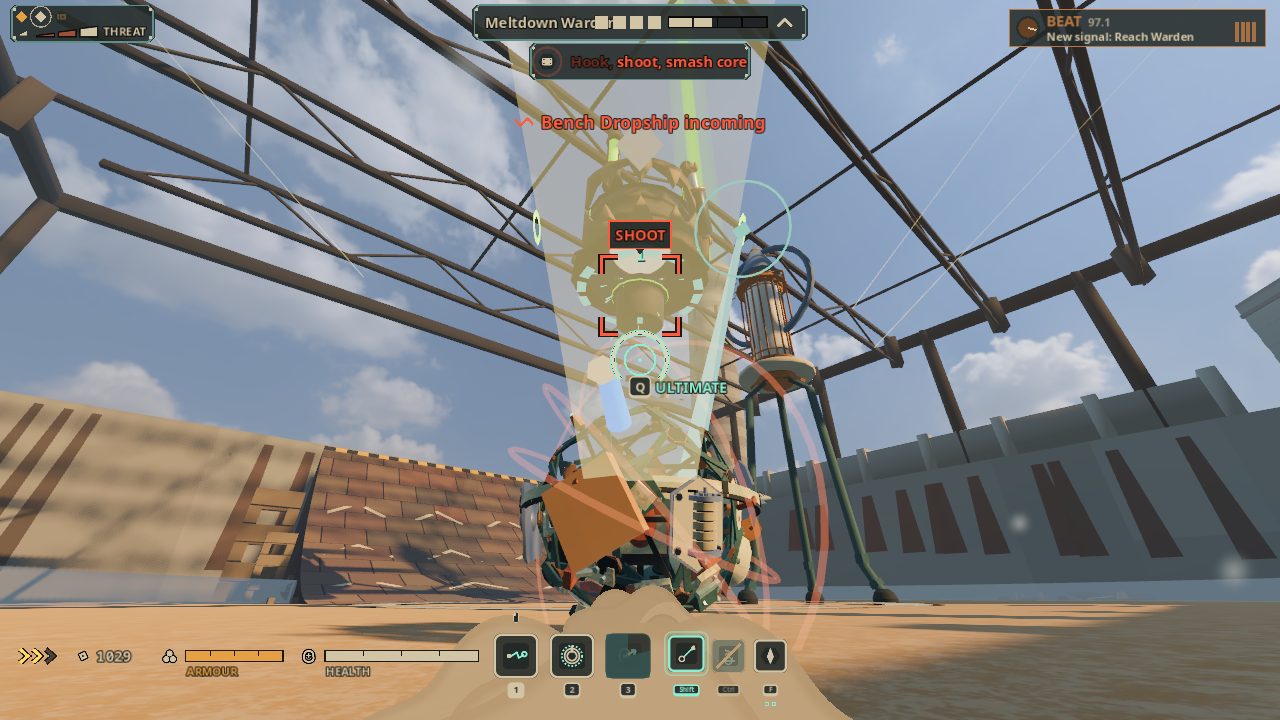 THREAT
Meltdown Warden
Hook, shoot, smash core
BEAT 97.1
New signal: Reach Warden
Bench Dropship incoming
SHOOT
Q ULTIMATE
1029
ARMOUR
HEALTH
1
2
3
Shift
Ctrl
F